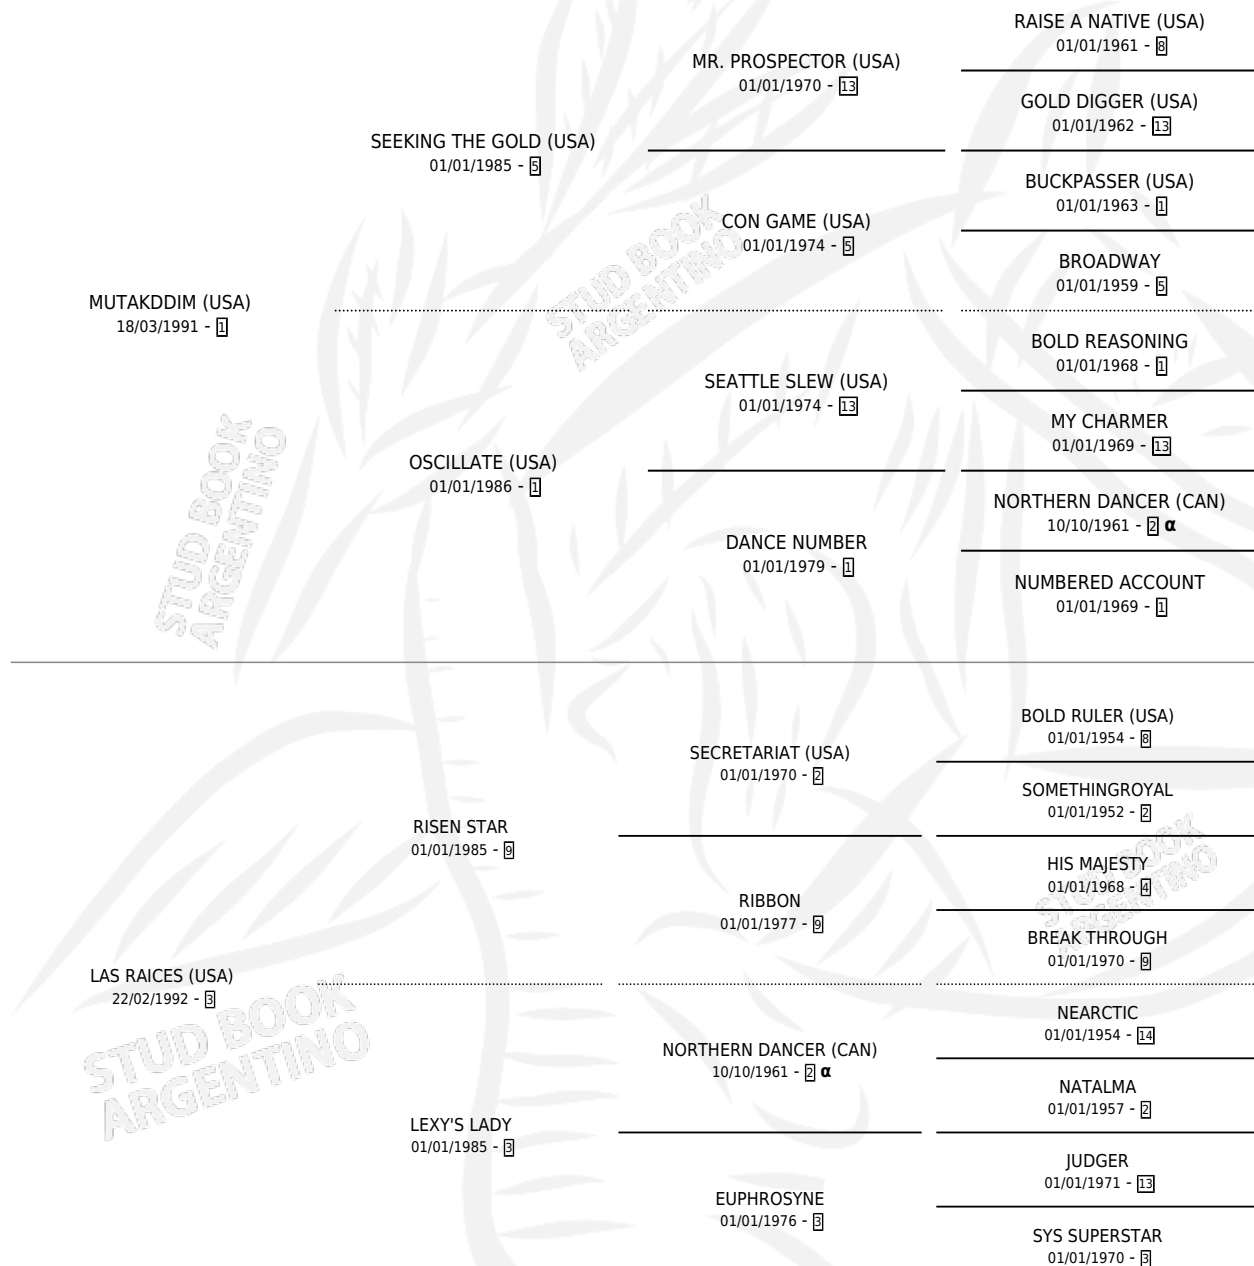 RAISE A NATIVE (USA)
01/01/1961 - 8
MR. PROSPECTOR (USA)
01/01/1970 - 13
GOLD DIGGER (USA)
01/01/1962 - 13
SEEKING THE GOLD (USA)
01/01/1985 - 5
BUCKPASSER (USA)
01/01/1963 - 1
CON GAME (USA)
01/01/1974 - 5
BROADWAY
01/01/1959 - 5
MUTAKDDIM (USA)
18/03/1991 - 1
BOLD REASONING
01/01/1968 - 1
SEATTLE SLEW (USA)
01/01/1974 - 13
MY CHARMER
01/01/1969 - 13
OSCILLATE (USA)
01/01/1986 - 1
NORTHERN DANCER (CAN)
10/10/1961 - 2 α
DANCE NUMBER
01/01/1979 - 1
NUMBERED ACCOUNT
01/01/1969 - 1
BOLD RULER (USA)
01/01/1954 - 8
SECRETARIAT (USA)
01/01/1970 - 2
SOMETHINGROYAL
01/01/1952 - 2
RISEN STAR
01/01/1985 - 9
HIS MAJESTY
01/01/1968 - 4
RIBBON
01/01/1977 - 9
BREAK THROUGH
01/01/1970 - 9
LAS RAICES (USA)
22/02/1992 - 3
NEARCTIC
01/01/1954 - 14
NORTHERN DANCER (CAN)
10/10/1961 - 2 α
NATALMA
01/01/1957 - 2
LEXY'S LADY
01/01/1985 - 3
JUDGER
01/01/1971 - 13
EUPHROSYNE
01/01/1976 - 3
SYS SUPERSTAR
01/01/1970 - 3
STUD BOOK
ARGENTINO
STUD BOOK
ARGENTINO
STUD BOOK
ARGENTINO
STUD BOOK
ARGENTINO